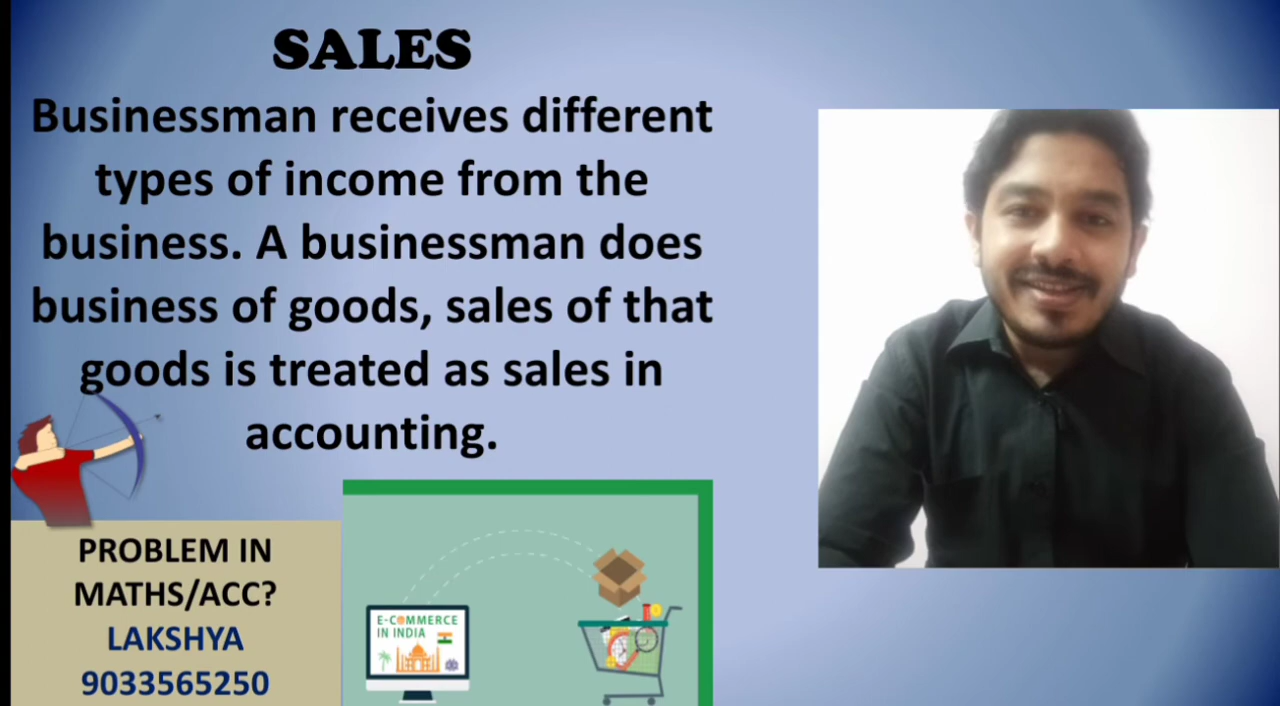 SALES
Businessman receives different
types of income from the
business. A businessman does
business of goods, sales of that
goods is treated as sales in
accounting.
PROBLEM IN
MATHS/ACC?
LAKSHYA
9033565250
E-COMMERCE
IN INDIA